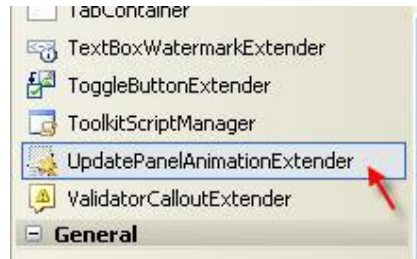 TabContainer
TextBoxWatermarkExtender
ToggleButtonExtender
ToolkitScriptManager
UpdatePanelAnimationExtender
ValidatorCalloutExtender
General